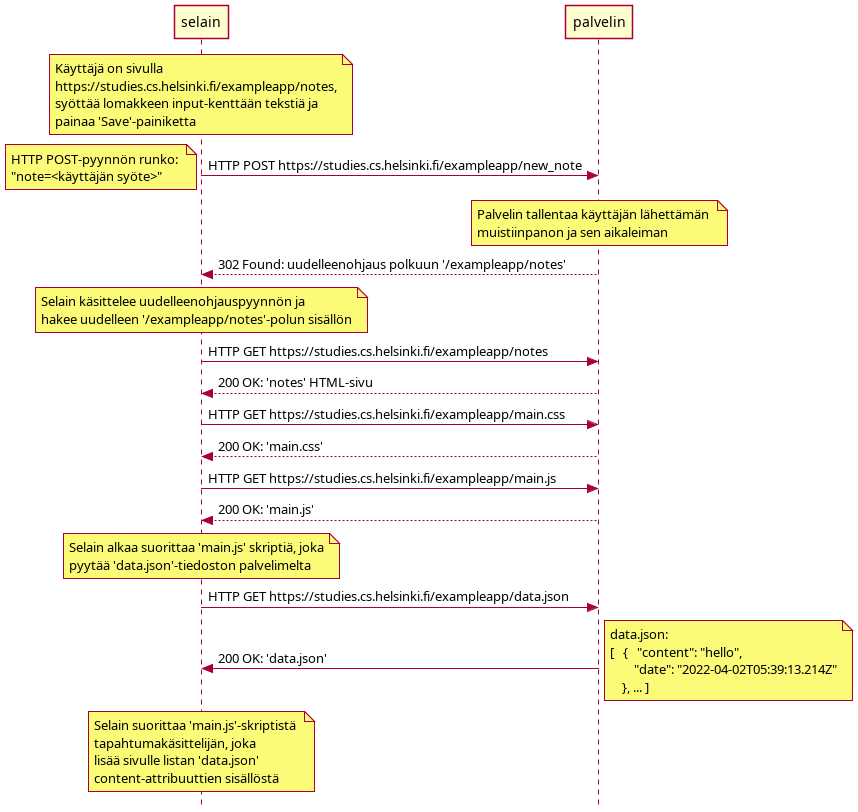 selain
palvelin
Käyttäjä on sivulla
https://studies.cs.helsinki.fi/exampleapp/notes,
syöttää lomakkeen input-kenttään tekstiä ja
painaa 'Save'-painiketta
HTTP POST-pyynnön runko:
"note=<käyttäjän syöte>"
HTTP POST https://studies.cs.helsinki.fi/exampleapp/new_note
Palvelin tallentaa käyttäjän lähettämän
muistiinpanon ja sen aikaleiman
302 Found: uudelleenohjaus polkuun '/exampleapp/notes'
Selain käsittelee uudelleenohjauspyynnön ja
hakee uudelleen '/exampleapp/notes'-polun sisällön
HTTP GET https://studies.cs.helsinki.fi/exampleapp/notes
200 OK: 'notes' HTML-sivu
HTTP GET https://studies.cs.helsinki.fi/exampleapp/main.css
200 OK: 'main.css'
HTTP GET https://studies.cs.helsinki.fi/exampleapp/main.js
200 OK: 'main.js'
Selain alkaa suorittaa 'main.js' skriptiä, joka
pyytää 'data.json'-tiedoston palvelimelta
HTTP GET https://studies.cs.helsinki.fi/exampleapp/data.json
data.json:
[ { "content": "hello",
"date": "2022-04-02T05:39:13.214Z"
}, ... ]
200 OK: 'data.json'
Selain suorittaa 'main.js'-skriptistä
tapahtumakäsittelijän, joka
lisää sivulle listan 'data.json'
content-attribuuttien sisällöstä